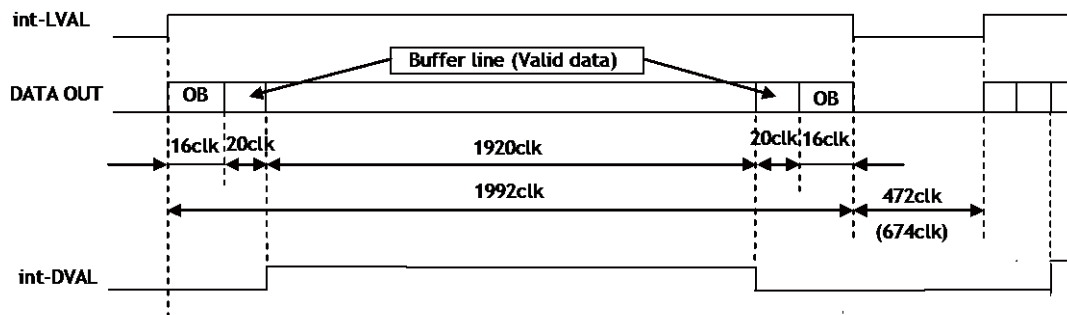 int-LVAL
Buffer line (Valid data)
DATA OUT
OB
OB
16clk
20clk
1920clk
20clk
16clk
1992clk
472clk
(674clk)
int-DVAL